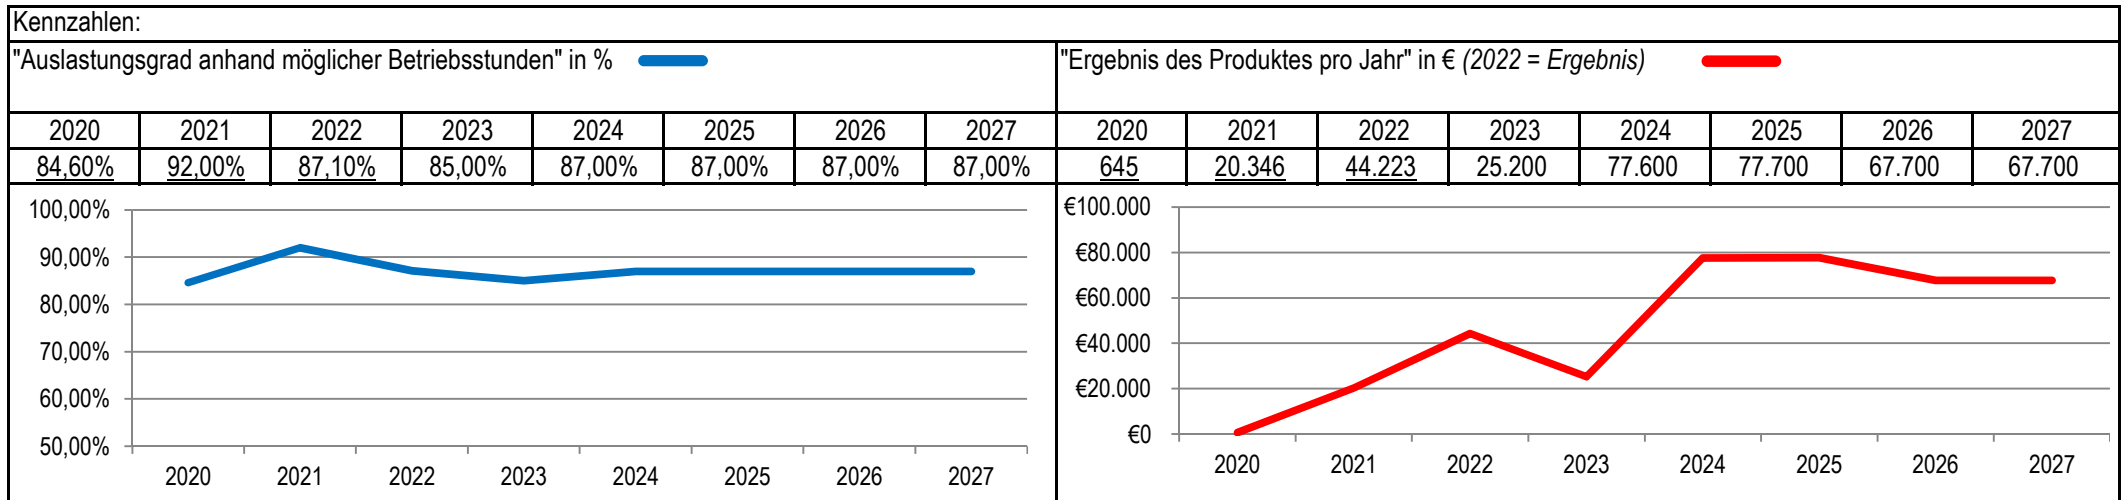 Kennzahlen:
"Auslastungsgrad anhand möglicher Betriebsstunden" in %
"Ergebnis des Produktes pro Jahr" in € (2022 = Ergebnis)
2020 2021 2022 2023 2024 2025 2026 2027 2020 2021 2022 2023 2024 2025 2026 2027
84,60% 92,00% 87,10% 85,00% 87,00% 87,00% 87,00% 87,00% 645 20.346 44.223 25.200 77.600 77.700 67.700 67.700
100,00%
90,00%
80,00%
70,00%
60,00%
50,00%
2020 2021 2022 2023 2024 2025 2026 2027
€100.000
€80.000
€60.000
€40.000
€20.000
€0
2020 2021 2022 2023 2024 2025 2026 2027